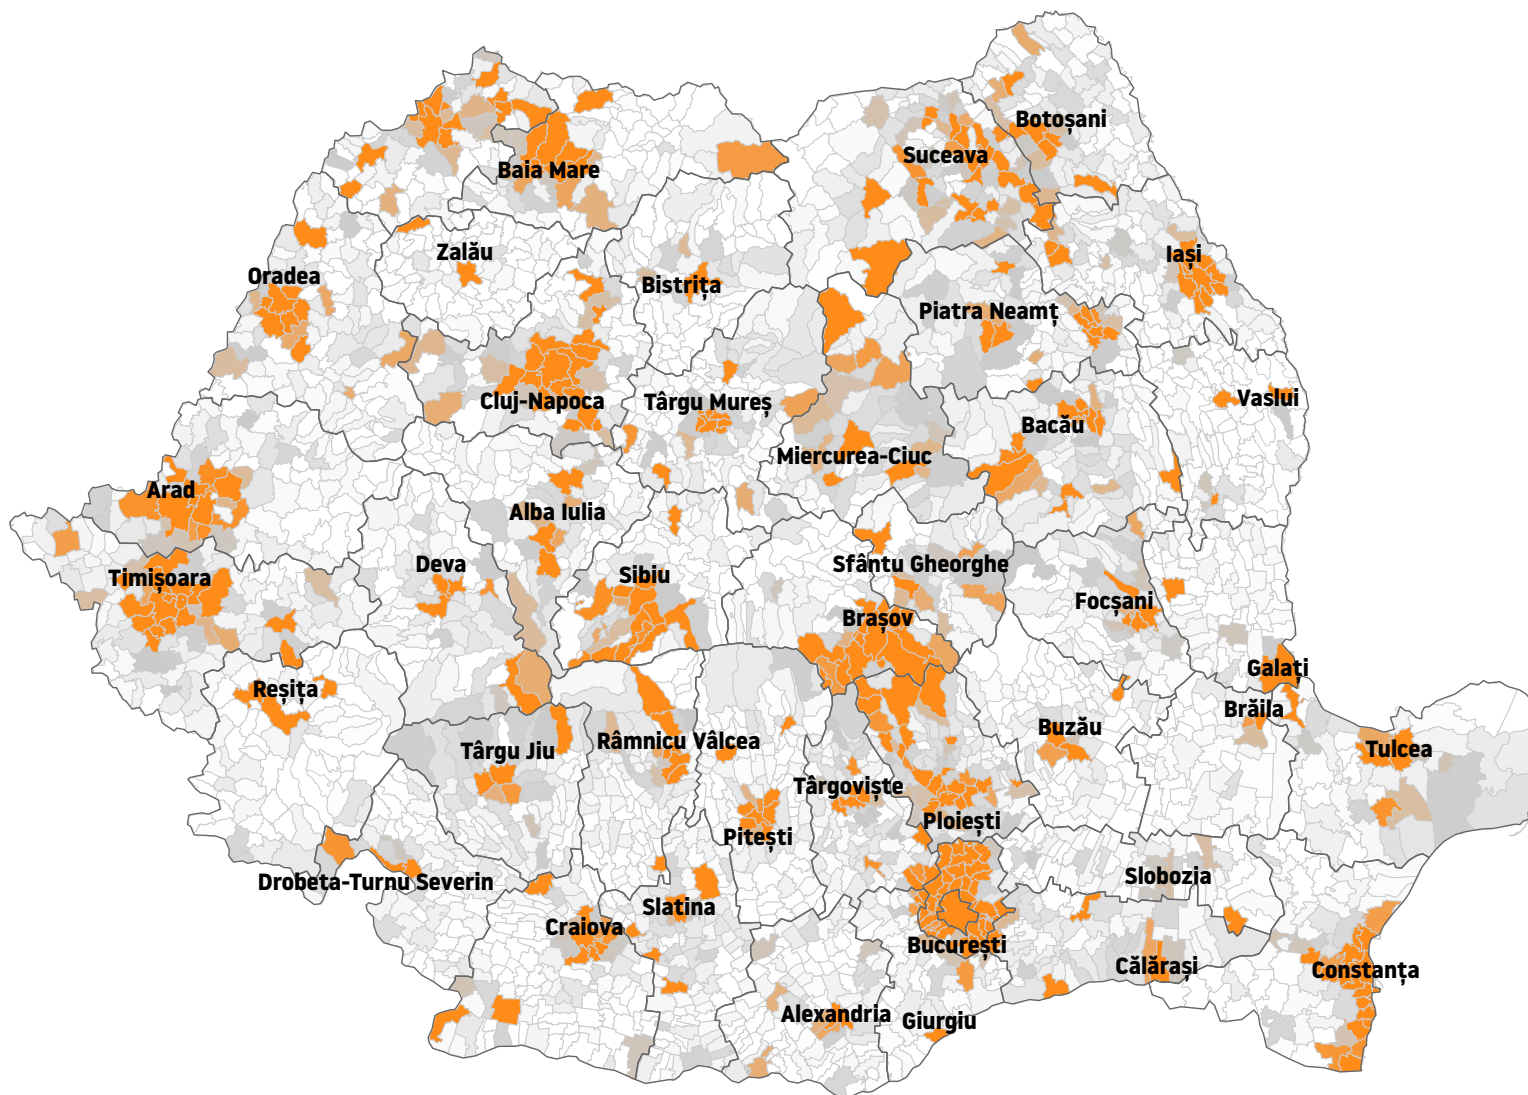 Botoșani
Suceava
Baia Mare
Zalău
Iași
Oradea
Bistrița
Piatra Neamț
Vaslui
Cluj-Napoca
Târgu Mureș
Bacău
Miercurea-Ciuc
Arad
Alba Iulia
Deva
Sfântu Gheorghe
Timișoara
Sibiu
Focșani
Brașov
Galați
Reșița
Brăila
Buzău
Târgu Jiu
Râmnicu Vâlcea
Tulcea
Târgoviște
Ploiești
Pitești
Drobeta-Turnu Severin
Slobozia
Slatina
Craiova
București
Călărași
Constanța
Alexandria
Giurgiu